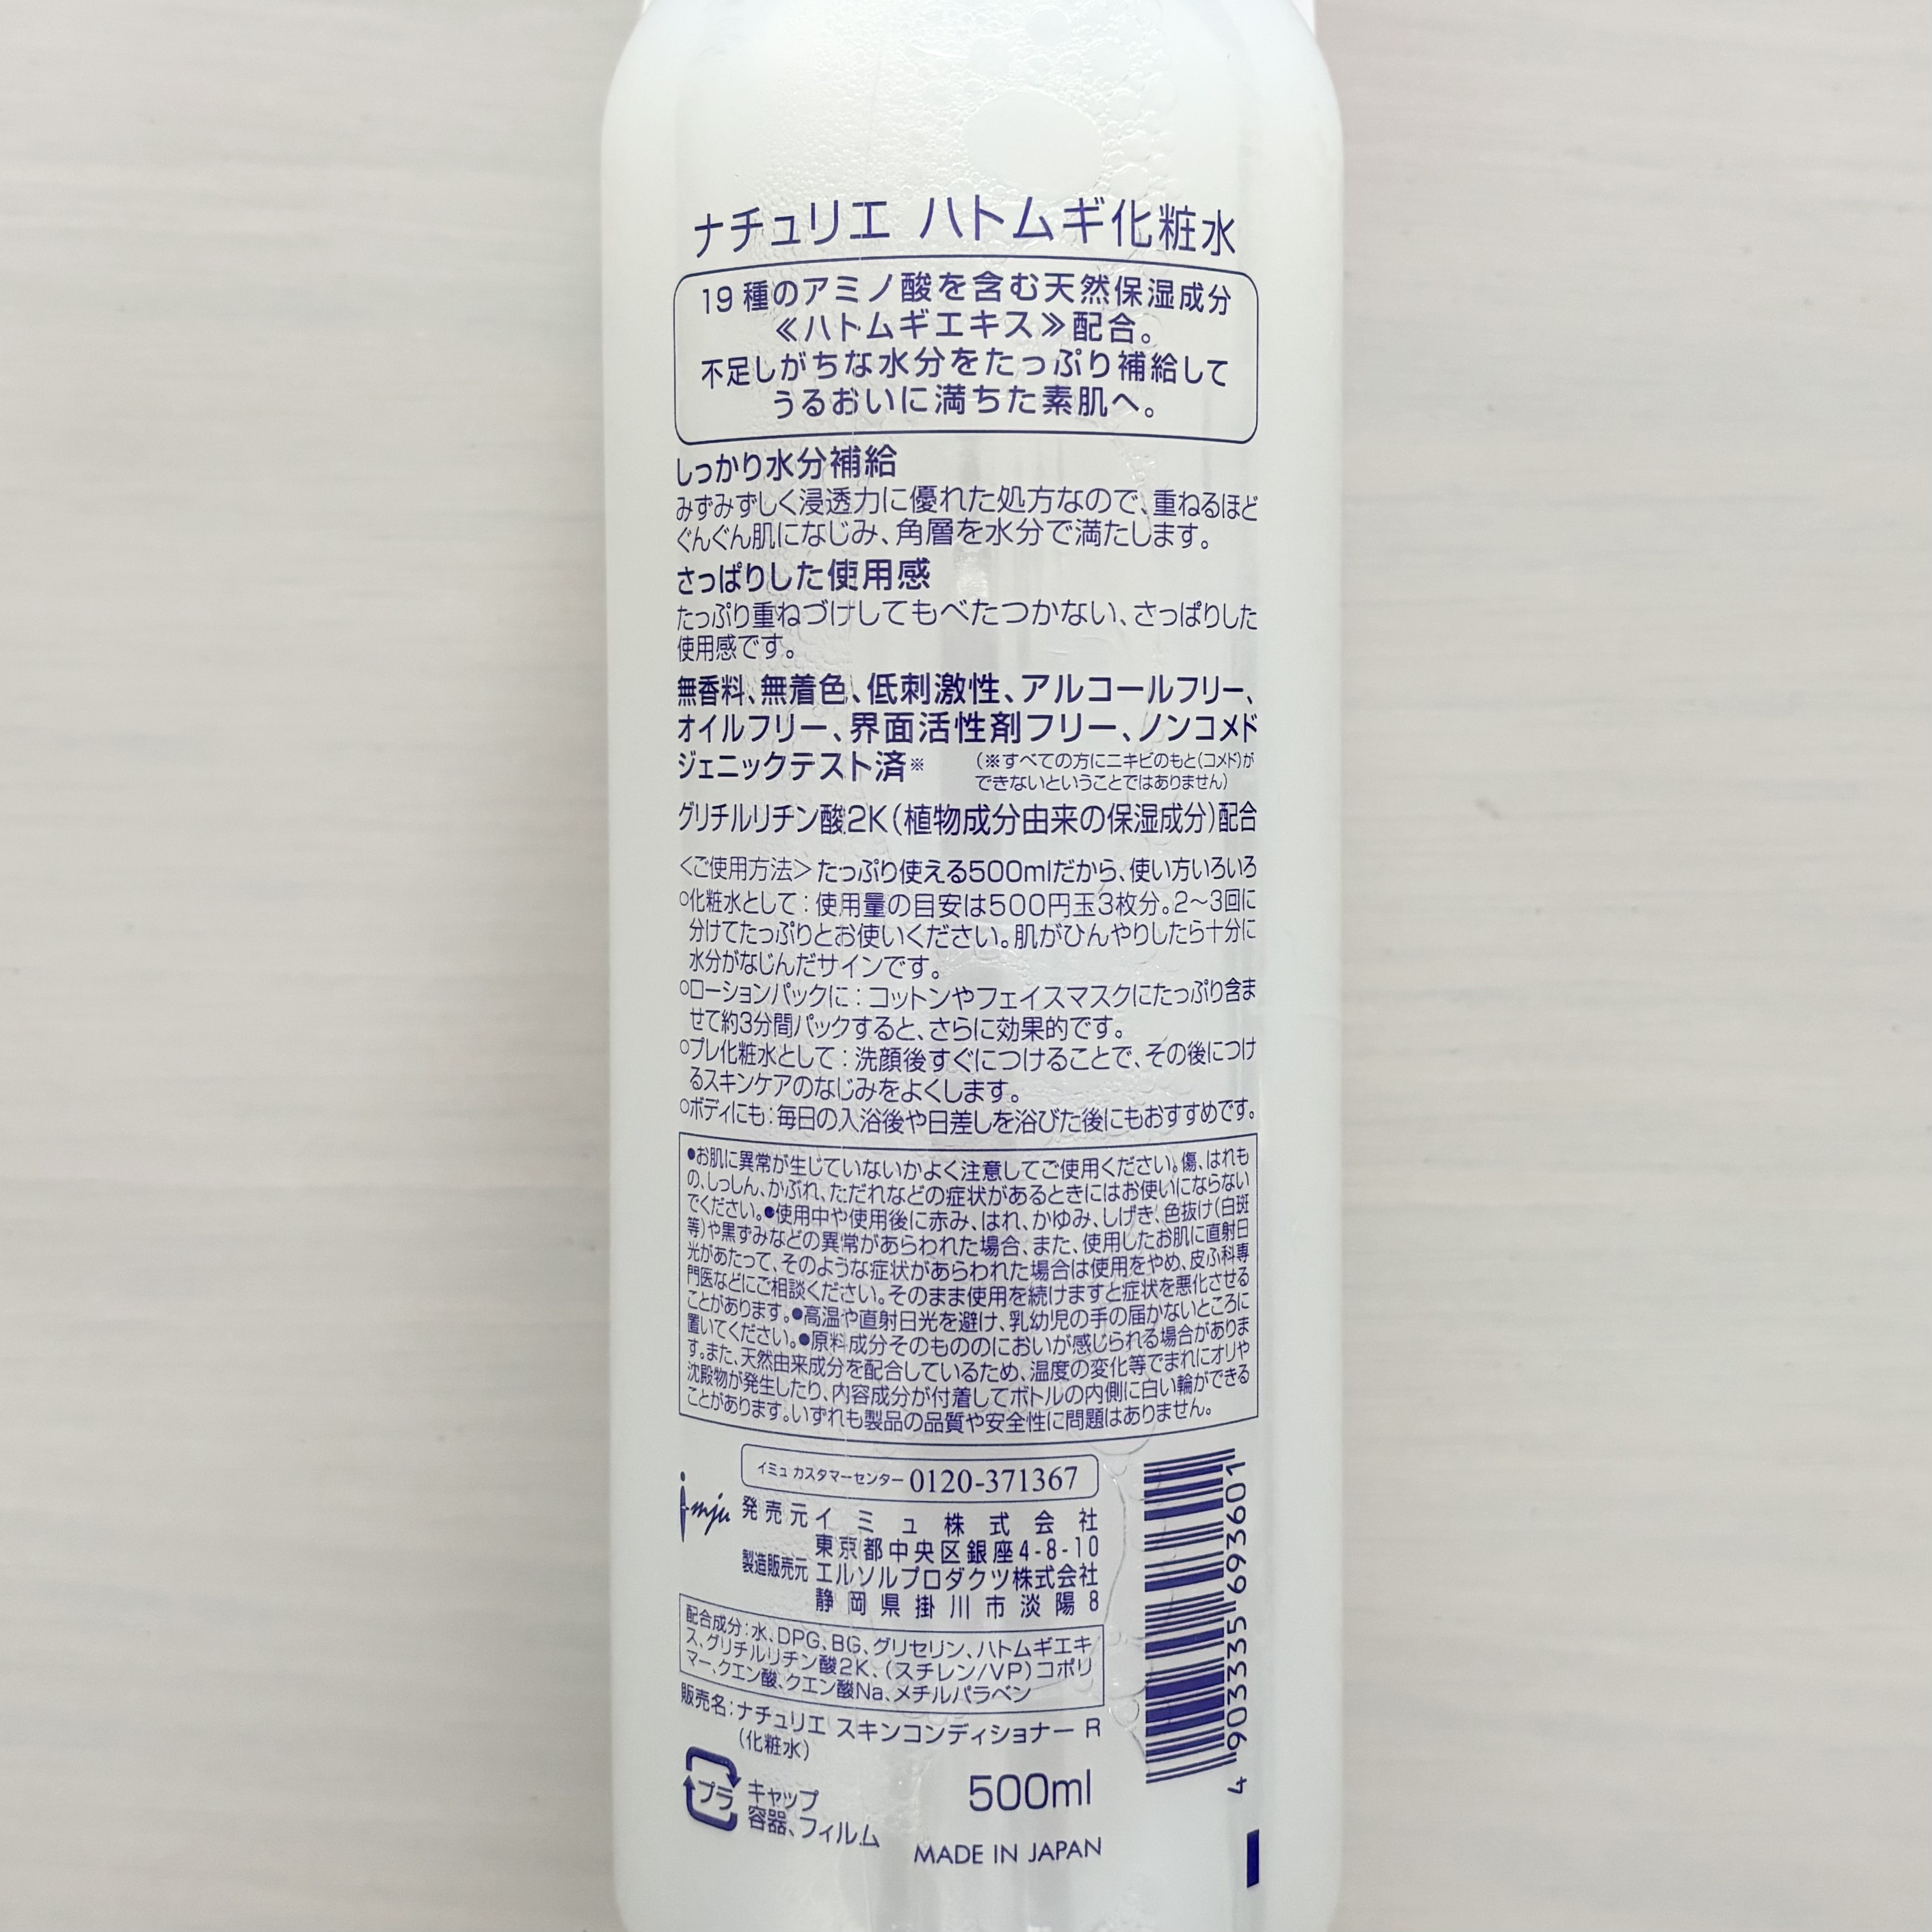 ナチュリエ ハトムギ化粧水
19種のアミノ酸を含む天然保湿成分
≪ハトムギエキス≫配合。
不足しがちな水分をたっぷり補給して
うるおいに満ちた素肌へ。
しっかり水分補給
みずみずしく浸透力に優れた処方なので、重ねるほど
ぐんぐん肌になじみ、角層を水分で満たします。
さっぱりした使用感
たっぷり重ねづけしてもべたつかない、さっぱりした
使用感です。
無香料、無着色、低刺激性、アルコールフリー、
オイルフリー、界面活性剤フリー、ノンコメド
ジェニックテスト済※
(※すべての方にニキビのもと(コメド)が
できないということではありません)
グリチルリチン酸2K(植物成分由来の保湿成分)配合
<ご使用方法>たっぷり使える500mlだから、使い方いろいろ
○化粧水として:使用量の目安は500円玉3枚分。2〜3回に
分けてたっぷりとお使いください。肌がひんやりしたら十分に
水分がなじんだサインです。
○ローションパックに:コットンやフェイスマスクにたっぷり含ま
せて約3分間パックすると、さらに効果的です。
○プレ化粧水として:洗顔後すぐにつけることで、その後につけ
るスキンケアのなじみをよくします。
○ボディにも:毎日の入浴後や日差しを浴びた後にもおすすめです。
●お肌に異常が生じていないかよく注意してご使用ください。傷、はれも
の、しっしん、かぶれ、ただれなどの症状があるときにはお使いにならない
でください。●使用中や使用後に赤み、はれ、かゆみ、しげき、色抜け(白斑
等)や黒ずみなどの異常があらわれた場合、また、使用したお肌に直射日
光があたって、そのような症状があらわれた場合は使用をやめ、皮ふ科専
門医などにご相談ください。そのまま使用を続けますと症状を悪化させる
ことがあります。●高温や直射日光を避け、乳幼児の手の届かないところに
置いてください。●原料成分そのもののにおいが感じられる場合がありま
す。また、天然由来成分を配合しているため、温度の変化等でまれにオリや
沈殿物が発生したり、内容成分が付着してボトルの内側に白い輪ができる
ことがあります。いずれも製品の品質や安全性に問題はありません。
イミュ カスタマーセンター 0120-371367
imju
発売元 イミュ株式会社
東京都中央区銀座4-8-10
製造販売元 エルソルプロダクツ株式会社
静岡県掛川市淡陽8
配合成分:水、DPG、BG、グリセリン、ハトムギエキ
ス、グリチルリチン酸2K、(スチレン/VP)コポリ
マー、クエン酸、クエン酸Na、メチルパラベン
販売名:ナチュリエ スキンコンディショナー R
(化粧水)
プラ
キャップ
容器、フィルム
500ml
MADE IN JAPAN
4 903335 693601